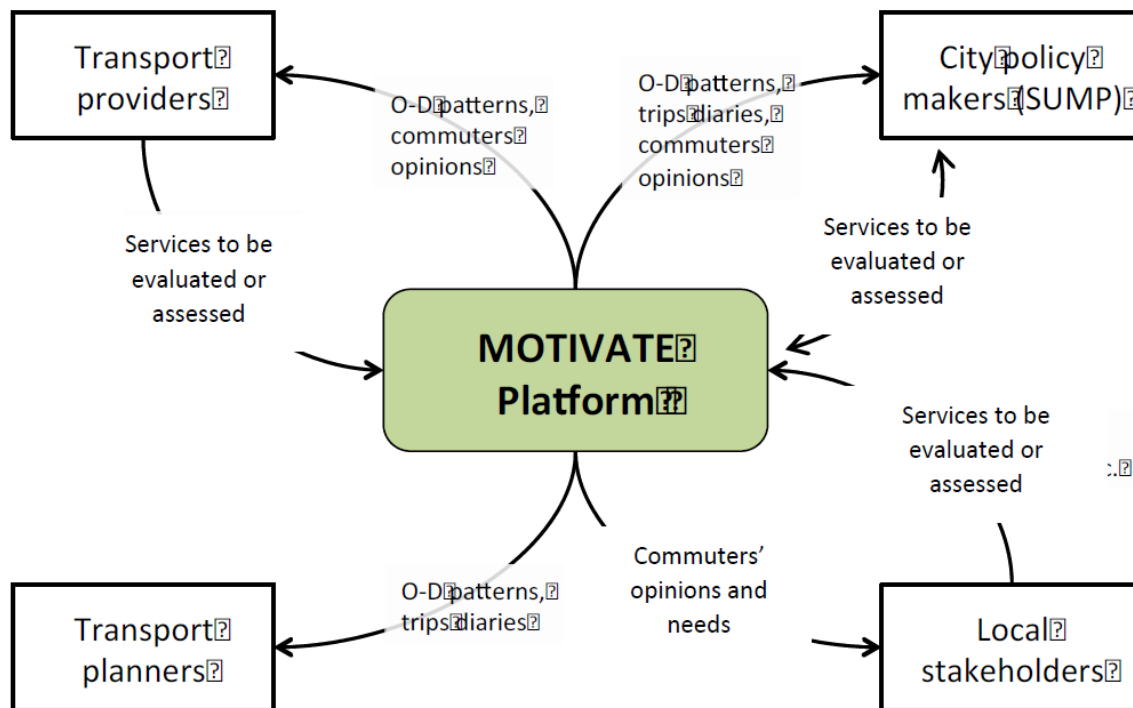 Transport
providers
City policy
makers (SUMP)
O-D patterns,
commuters
opinions
O-D patterns,
trips diaries,
commuters
opinions
Services to be
evaluated or
assessed
Services to be
evaluated or
assessed
MOTIVATE
Platform
Services to be
evaluated or
assessed
c.
Commuters’
opinions and
needs
O-D patterns,
trips diaries
Transport
planners
Local
stakeholders